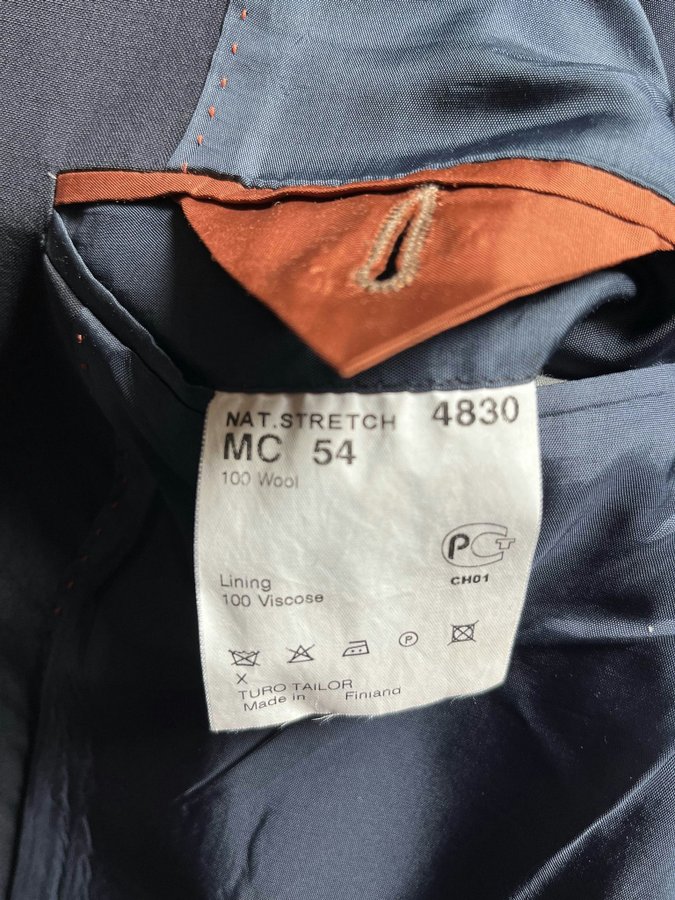 NAT.STRETCH 4830
MC 54
100 Wool
PCT
CH01
Lining
100 Viscose
P
X
TURO TAILOR
Made in Finland